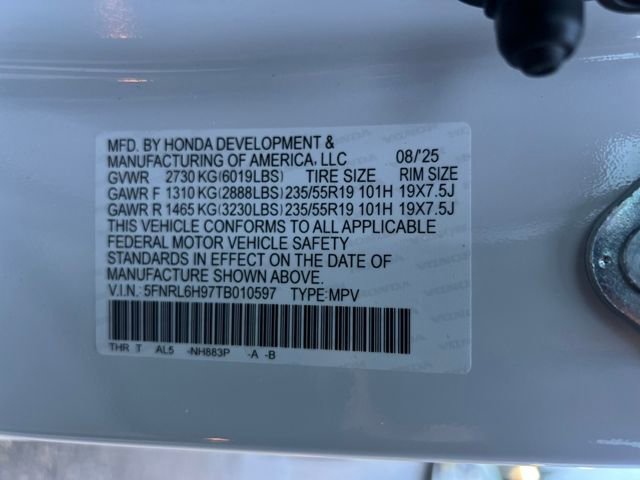 MFD. BY HONDA DEVELOPMENT &
MANUFACTURING OF AMERICA, LLC 08/'25
GVWR 2730 KG(6019LBS) TIRE SIZE RIM SIZE
GAWR F 1310 KG(2888LBS) 235/55R19 101H 19X7.5J
GAWR R 1465 KG(3230LBS) 235/55R19 101H 19X7.5J
THIS VEHICLE CONFORMS TO ALL APPLICABLE
FEDERAL MOTOR VEHICLE SAFETY
STANDARDS IN EFFECT ON THE DATE OF
MANUFACTURE SHOWN ABOVE.
V.I.N.: 5FNRL6H97TB010597 TYPE:MPV
THR T AL5 -NH883P -A -B